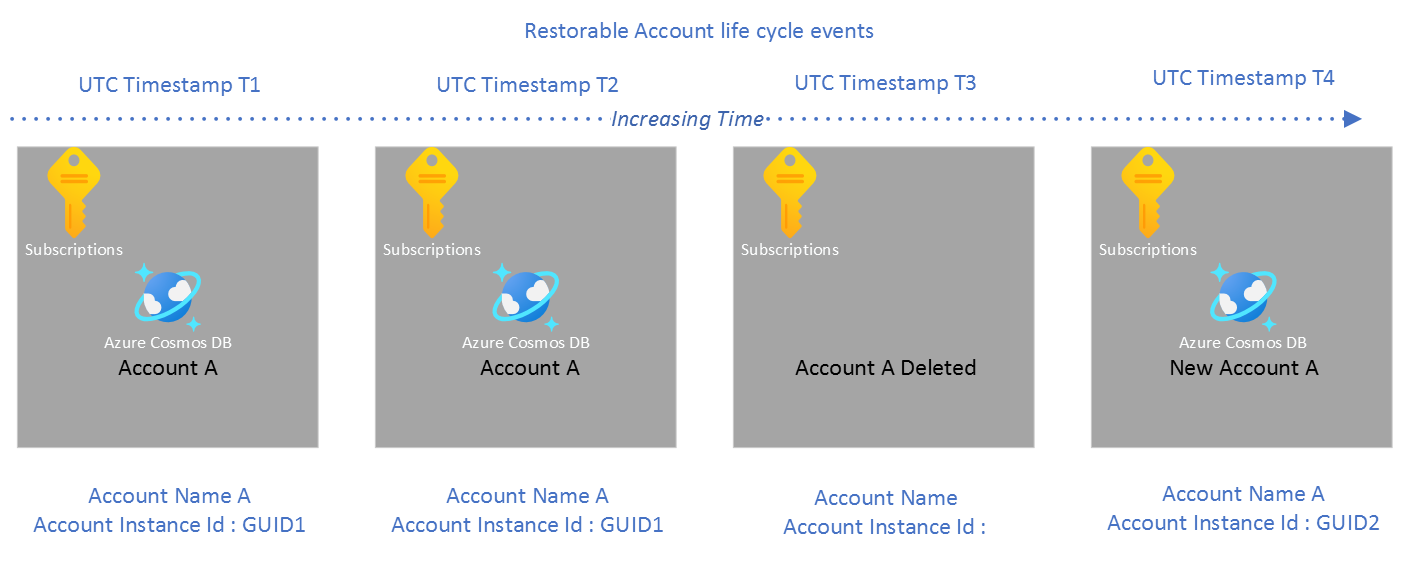 Restorable Account life cycle events
UTC Timestamp T1
UTC Timestamp T2
UTC Timestamp T3
UTC Timestamp T4
Increasing Time
Subscriptions
Azure Cosmos DB
Account A
Subscriptions
Azure Cosmos DB
Account A
Subscriptions
Account A Deleted
Subscriptions
Azure Cosmos DB
New Account A
Account Name A
Account Instance Id : GUID1
Account Name A
Account Instance Id : GUID1
Account Name
Account Instance Id :
Account Name A
Account Instance Id : GUID2